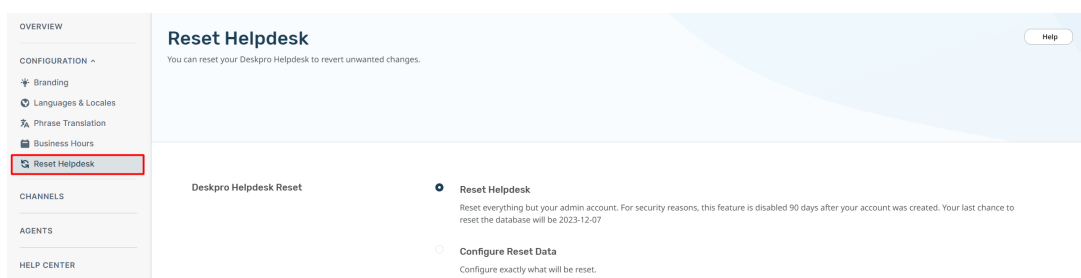 OVERVIEW
CONFIGURATION
Branding
Languages & Locales
Phrase Translation
Business Hours
Reset Helpdesk
CHANNELS
AGENTS
HELP CENTER
Reset Helpdesk
Help
You can reset your Deskpro Helpdesk to revert unwanted changes.
Deskpro Helpdesk Reset
Reset Helpdesk
Reset everything but your admin account. For security reasons, this feature is disabled 90 days after your account was created. Your last chance to
reset the database will be 2023-12-07
Configure Reset Data
Configure exactly what will be reset.